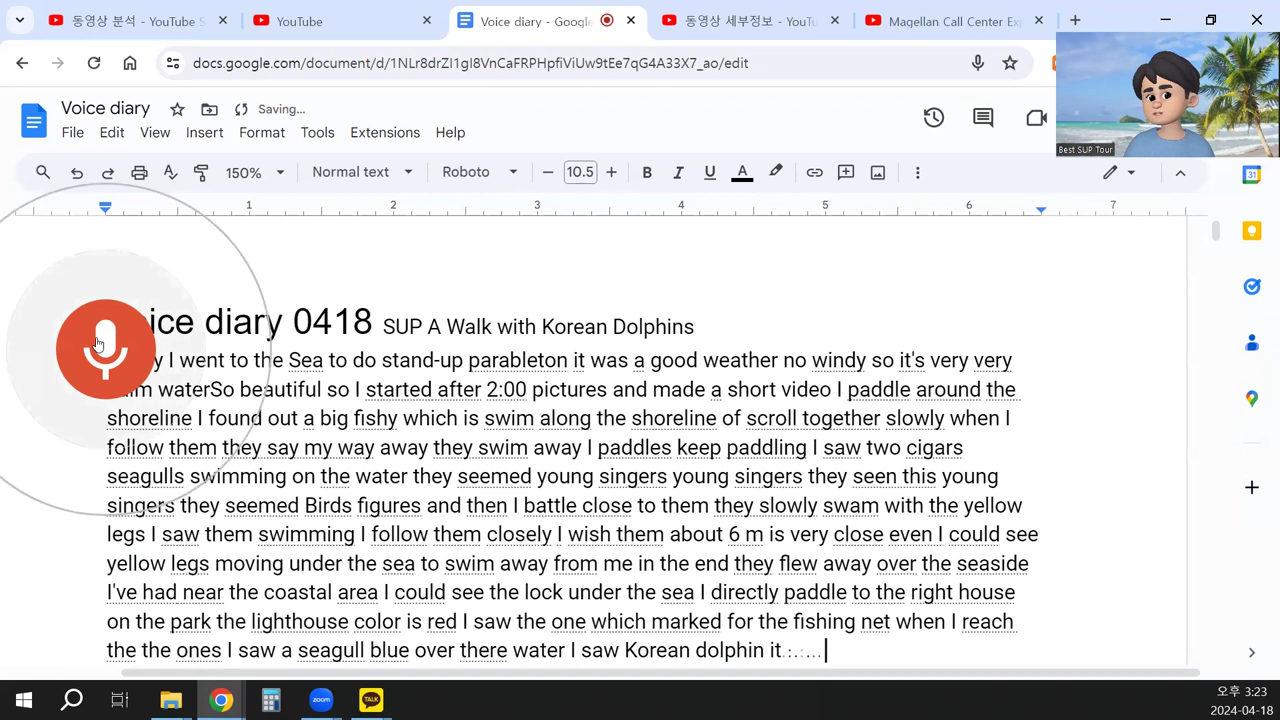 동영상 분석 - YouTube
YouTube
Voice diary - Google
동영상 세부정보 - YouTu
Magellan Call Center Ex
docs.google.com/document/d/1NLr8drZI1gI8VnCaFRPHpfiViUw9tEe7qG4A33X7_ao/edit
Voice diary
Saving...
File Edit View Insert Format Tools Extensions Help
Best SUP Tour
150% Normal text Roboto 10.5
31
1 2 3 4 5 6 7
ice diary 0418 SUP A Walk with Korean Dolphins
y I went to the Sea to do stand-up parableton it was a good weather no windy so it's very very
waterSo beautiful so I started after 2:00 pictures and made a short video I paddle around the
shoreline I found out a big fishy which is swim along the shoreline of scroll together slowly when I
follow them they say my way away they swim away I paddles keep paddling I saw two cigars
seagulls swimming on the water they seemed young singers young singers they seen this young
singers they seemed Birds figures and then I battle close to them they slowly swam with the yellow
legs I saw them swimming I follow them closely I wish them about 6 m is very close even I could see
yellow legs moving under the sea to swim away from me in the end they flew away over the seaside
I've had near the coastal area I could see the lock under the sea I directly paddle to the right house
on the park the lighthouse color is red I saw the one which marked for the fishing net when I reach
the the ones I saw a seagull blue over there water I saw Korean dolphin it
zoom
TALK
오후 3:23
2024-04-18